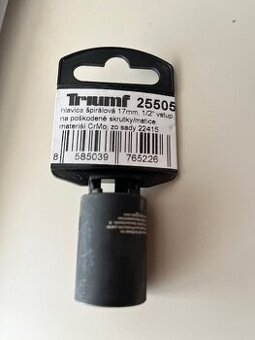 Triumf 25505
hlavica špirálová 17mm, 1/2" vstup,
na poškodené skrutky/matice,
materiál CrMo, zo sady 22415
8 585039 765226